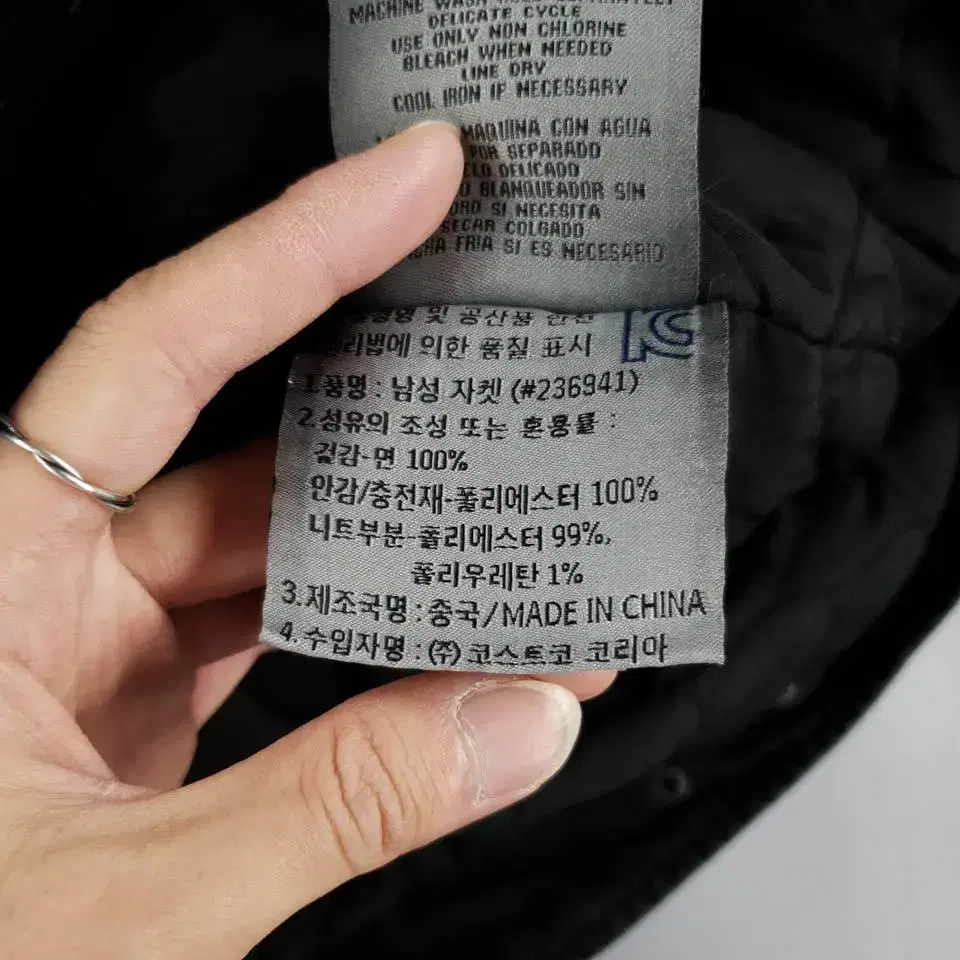 MACHINE WASH
DELICATE CYCLE
USE ONLY NON CHLORINE
BLEACH WHEN NEEDED
LINE DRY
COOL IRON IF NECESSARY
MAQUINA CON AGUA
POR SEPARADO
DELICADO
BLANQUEADOR SIN
SI NECESITA
SECAR COLGADO
FRIA SI ES NECESARIO
및 공산품 안전
관리법에 의한 품질 표시
1.품명 : 남성 자켓 (#236941)
2.섬유의 조성 또는 혼용률 :
겉감-면 100%
안감/충전재-폴리에스터 100%
니트부분-폴리에스터 99%,
폴리우레탄 1%
3.제조국명 : 중국/MADE IN CHINA
4.수입자명 : (주) 코스트코 코리아